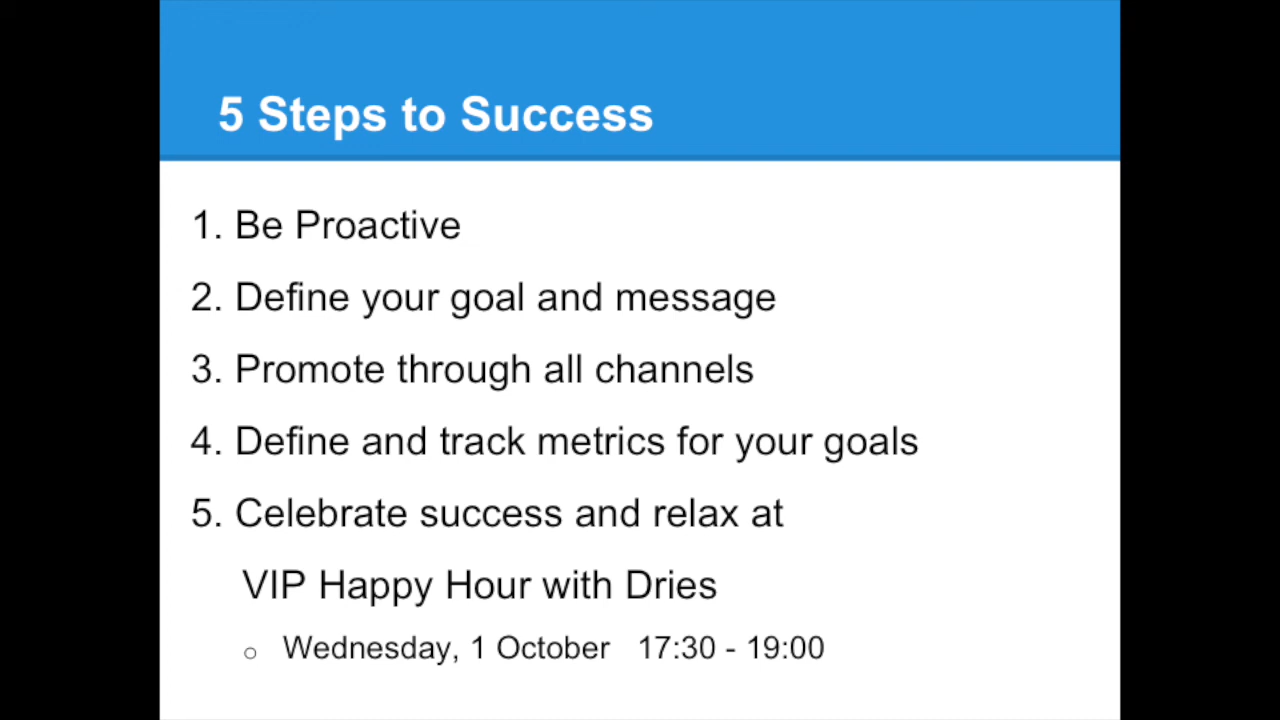 5 Steps to Success
1. Be Proactive
2. Define your goal and message
3. Promote through all channels
4. Define and track metrics for your goals
5. Celebrate success and relax at
VIP Happy Hour with Dries
○ Wednesday, 1 October 17:30 - 19:00